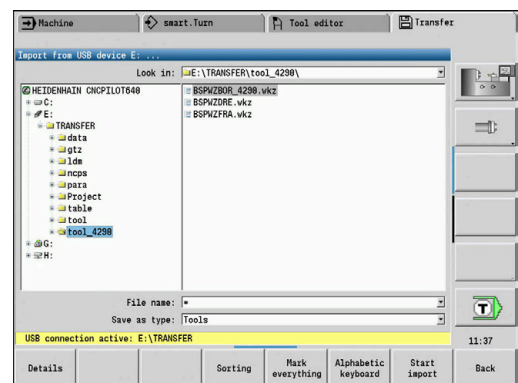 Machine
smart.Turn
Tool editor
Transfer
Import from USB device E: ...
Look in: E:\TRANSFER\tool_4290\
HEIDENHAIN CNCPILOT640
C:
E:
TRANSFER
data
gtz
ldm
ncps
para
Project
table
tool
tool_4290
G:
H:
BSPWZBOR_4290.wkz
BSPWZDRE.wkz
BSPWZFRA.wkz
File name: *
Save as type: Tools
USB connection active: E:\TRANSFER
T
11:37
Details
Sorting
Mark everything
Alphabetic keyboard
Start import
Back